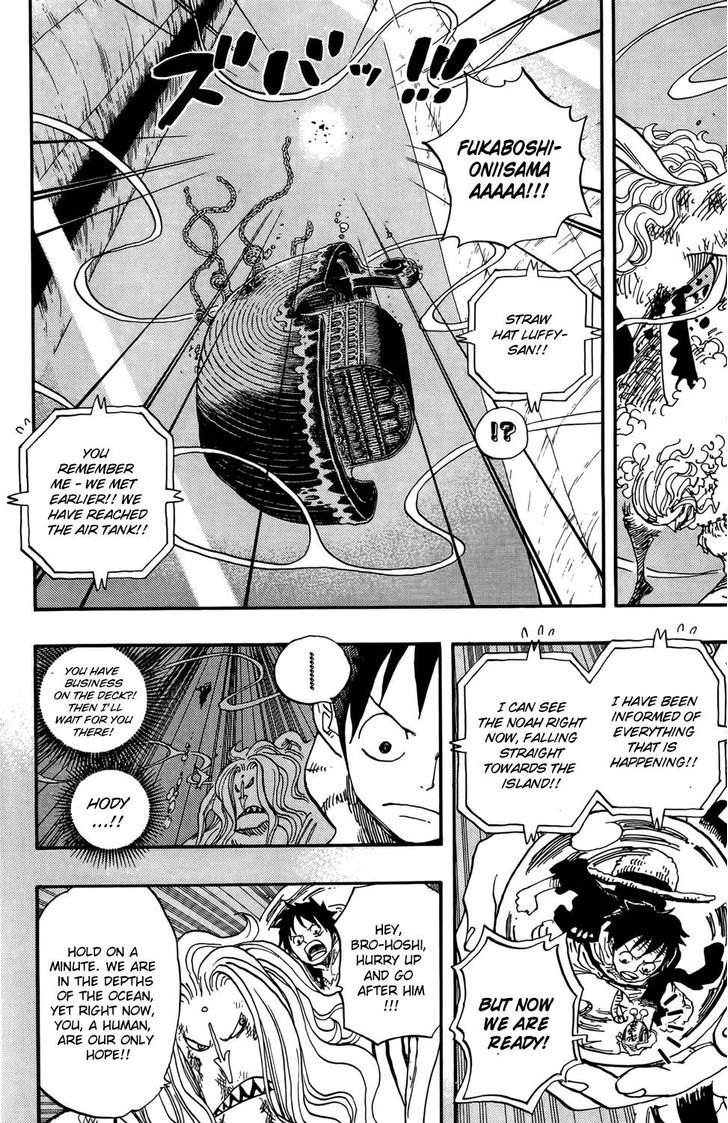 ズバッ!!!
FUKABOSHI-
ONIISAMA
AAAAA!!!
STRAW
HAT LUFFY-
SAN!!
!?
YOU
REMEMBER
ME - WE MET
EARLIER!! WE
HAVE REACHED
THE AIR TANK!!
I HAVE BEEN
INFORMED OF
EVERYTHING
THAT IS
HAPPENING!!
I CAN SEE
THE NOAH RIGHT
NOW, FALLING
STRAIGHT
TOWARDS THE
ISLAND!!
BUT NOW
WE ARE
READY!
........
YOU HAVE
BUSINESS
ON THE DECK?!
THEN I'LL
WAIT FOR YOU
THERE!
HODY
...!!
HEY,
BRO-HOSHI,
HURRY UP
AND GO
AFTER HIM
!!!
HOLD ON A
MINUTE. WE ARE
IN THE DEPTHS
OF THE OCEAN,
YET RIGHT NOW,
YOU, A HUMAN,
ARE OUR ONLY
HOPE!!